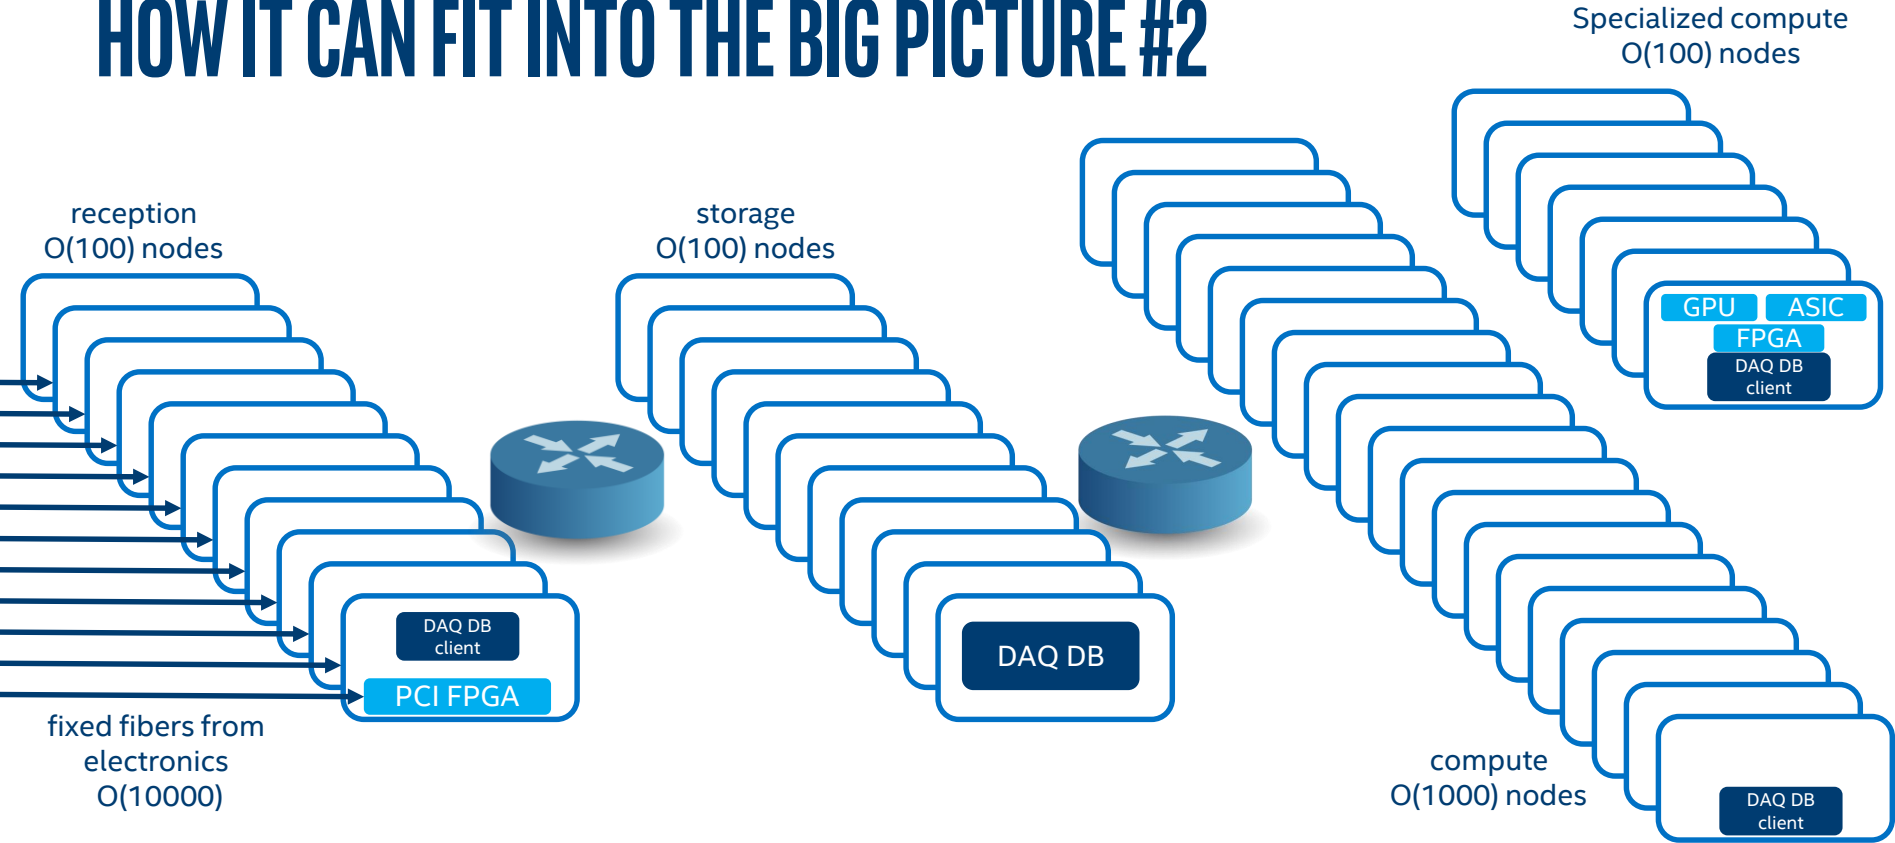 HOW IT CAN FIT INTO THE BIG PICTURE #2
Specialized compute
O(100) nodes
reception
O(100) nodes
storage
O(100) nodes
GPU
ASIC
FPGA
DAQ DB
client
DAQ DB
client
PCI FPGA
DAQ DB
fixed fibers from
electronics
O(10000)
compute
O(1000) nodes
DAQ DB
client